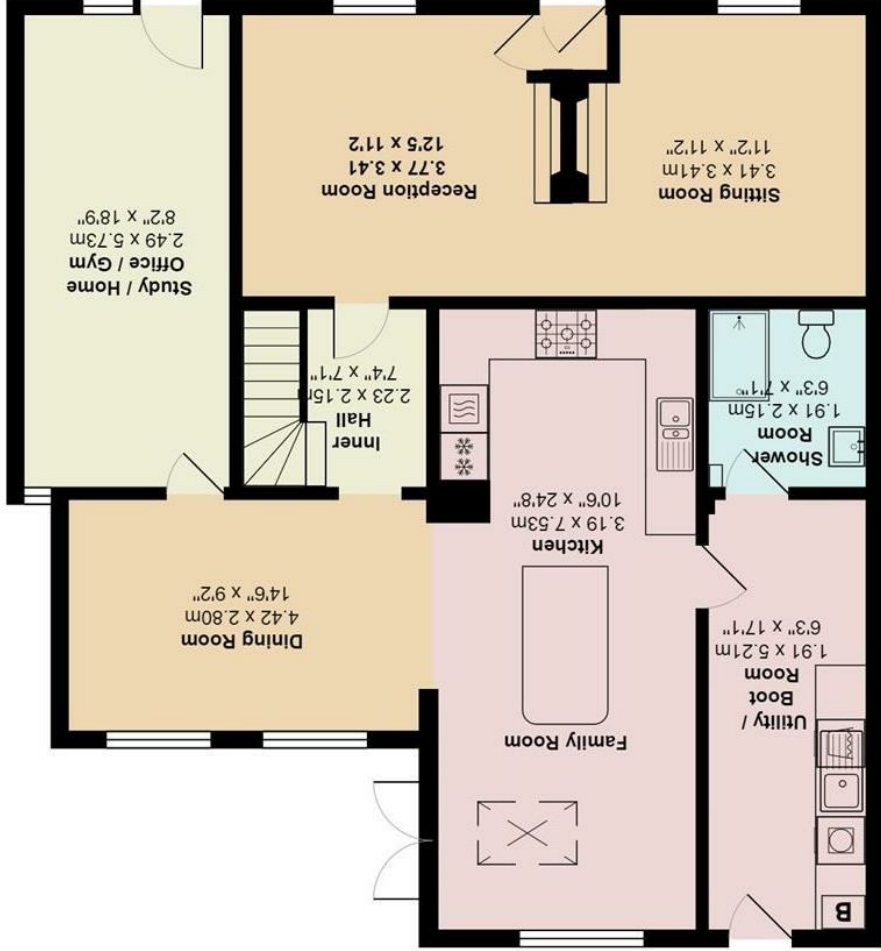 B
Utility /
Boot
Room
1.91 x 5.21m
6'3" x 17'1"
Family Room
Kitchen
3.19 x 7.53m
10'6" x 24'8"
Dining Room
4.42 x 2.80m
14'6" x 9'2"
Shower
Room
1.91 x 2.15m
6'3" x 7'1"
Inner
Hall
2.23 x 2.15m
7'4" x 7'1"
Study / Home
Office / Gym
2.49 x 5.73m
8'2" x 18'9"
Sitting Room
3.41 x 3.41m
11'2" x 11'2"
Reception Room
3.77 x 3.41
12'5 x 11'2